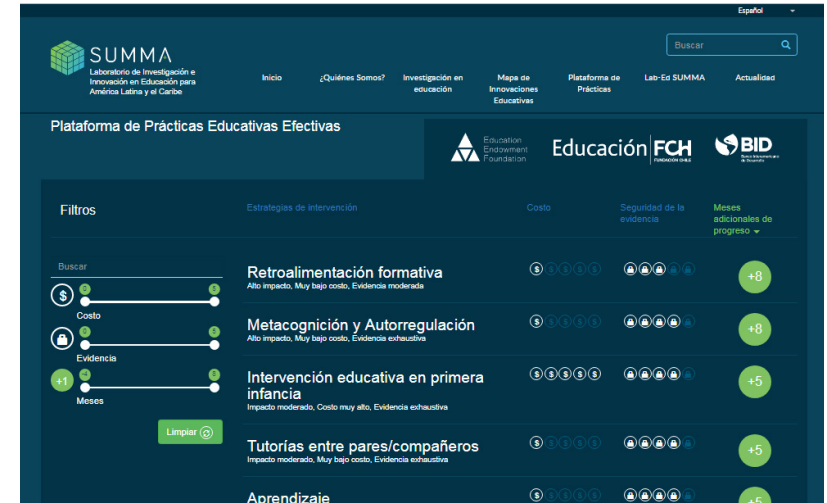 Español
SUMMA
Laboratorio de Investigación e
Innovación en Educación para
América Latina y el Caribe
Buscar
Inicio
¿Quiénes Somos?
Investigación en
educación
Mapa de
Innovaciones
Educativas
Plataforma de
Prácticas
Lab-Ed SUMMA
Actualidad
Plataforma de Prácticas Educativas Efectivas
Education
Endowment
Foundation
Educación FCH
FUNDACIÓN CHILE
BID
Banco Interamericano
de Desarrollo
Filtros
Buscar
$
Costo
Evidencia
+1
Meses
Limpiar
Estrategias de intervención
Costo
Seguridad de la
evidencia
Meses
adicionales de
progreso
Retroalimentación formativa
Alto impacto, Muy bajo costo, Evidencia moderada
+8
Metacognición y Autorregulación
Alto impacto, Muy bajo costo, Evidencia exhaustiva
+8
Intervención educativa en primera
infancia
Impacto moderado, Costo muy alto, Evidencia exhaustiva
+5
Tutorías entre pares/compañeros
Impacto moderado, Muy bajo costo, Evidencia exhaustiva
+5
Aprendizaje
+5